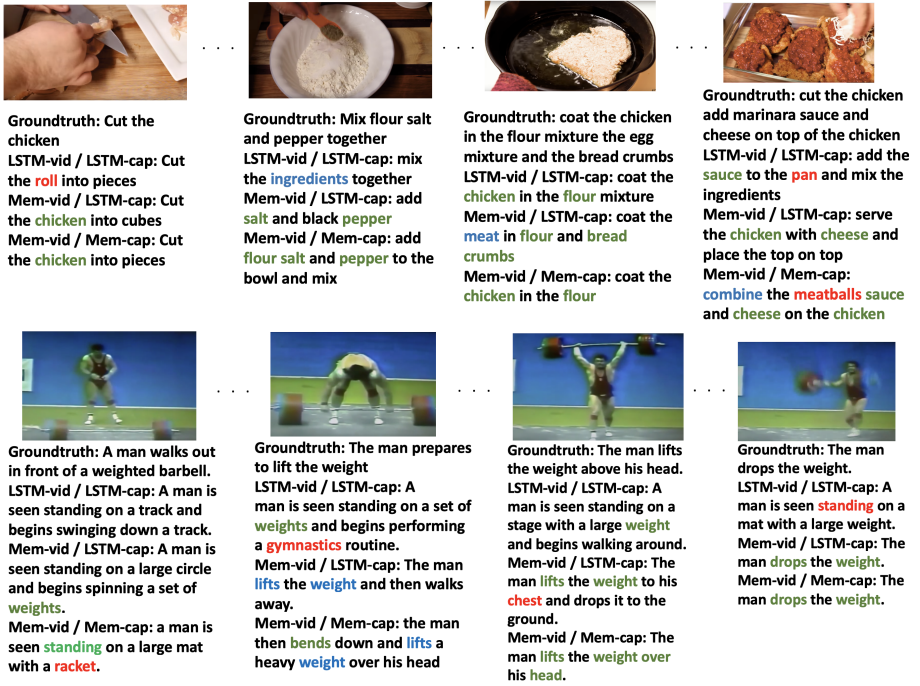 Groundtruth: Cut the
chicken
LSTM-vid / LSTM-cap: Cut
the roll into pieces
Mem-vid / LSTM-cap: Cut
the chicken into cubes
Mem-vid / Mem-cap: Cut
the chicken into pieces
Groundtruth: Mix flour salt
and pepper together
LSTM-vid / LSTM-cap: mix
the ingredients together
Mem-vid / LSTM-cap: add
salt and black pepper
Mem-vid / Mem-cap: add
flour salt and pepper to the
bowl and mix
Groundtruth: coat the chicken
in the flour mixture the egg
mixture and the bread crumbs
LSTM-vid / LSTM-cap: coat the
chicken in the flour mixture
Mem-vid / LSTM-cap: coat the
meat in flour and bread
crumbs
Mem-vid / Mem-cap: coat the
chicken in the flour
Groundtruth: cut the chicken
add marinara sauce and
cheese on top of the chicken
LSTM-vid / LSTM-cap: add the
sauce to the pan and mix the
ingredients
Mem-vid / LSTM-cap: serve
the chicken with cheese and
place the top on top
Mem-vid / Mem-cap:
combine the meatballs sauce
and cheese on the chicken
Groundtruth: A man walks out
in front of a weighted barbell.
LSTM-vid / LSTM-cap: A man is
seen standing on a track and
begins swinging down a track.
Mem-vid / LSTM-cap: A man is
seen standing on a large circle
and begins spinning a set of
weights.
Mem-vid / Mem-cap: a man is
seen standing on a large mat
with a racket.
Groundtruth: The man prepares
to lift the weight
LSTM-vid / LSTM-cap: A
man is seen standing on a set of
weights and begins performing
a gymnastics routine.
Mem-vid / LSTM-cap: The man
lifts the weight and then walks
away.
Mem-vid / Mem-cap: the man
then bends down and lifts a
heavy weight over his head
Groundtruth: The man lifts
the weight above his head.
LSTM-vid / LSTM-cap: A
man is seen standing on a
stage with a large weight
and begins walking around.
Mem-vid / LSTM-cap: The
man lifts the weight to his
chest and drops it to the
ground.
Mem-vid / Mem-cap: The
man lifts the weight over
his head.
Groundtruth: The man
drops the weight.
LSTM-vid / LSTM-cap: A
man is seen standing on a
mat with a large weight.
Mem-vid / LSTM-cap: The
man drops the weight.
Mem-vid / Mem-cap: The
man drops the weight.